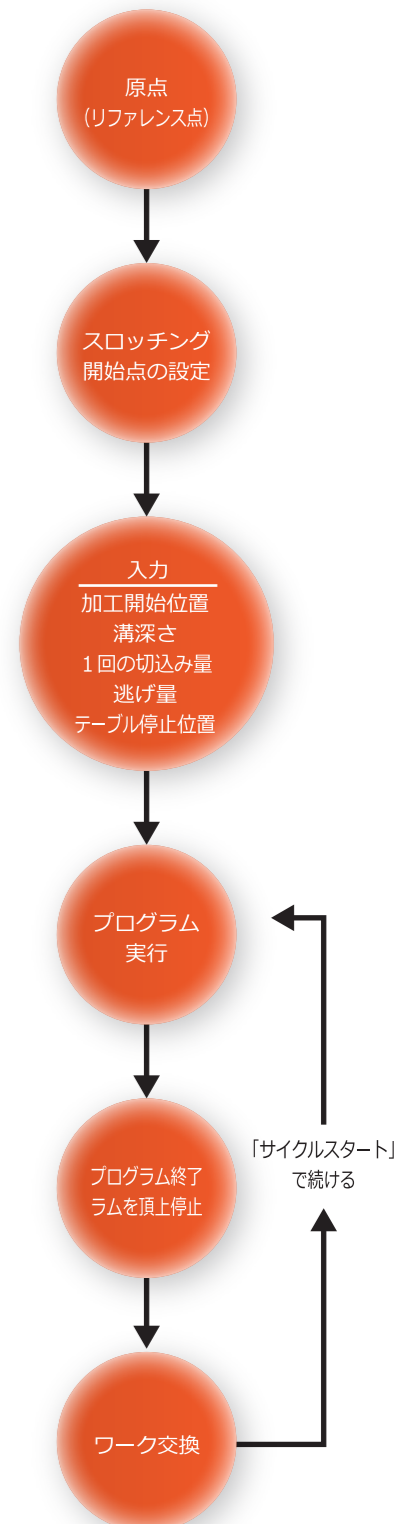 原点
(リファレンス点)
スロッチング
開始点の設定
入力
加工開始位置
溝深さ
1回の切込み量
逃げ量
テーブル停止位置
プログラム
実行
プログラム終了
ラムを頂上停止
「サイクルスタート」
で続ける
ワーク交換